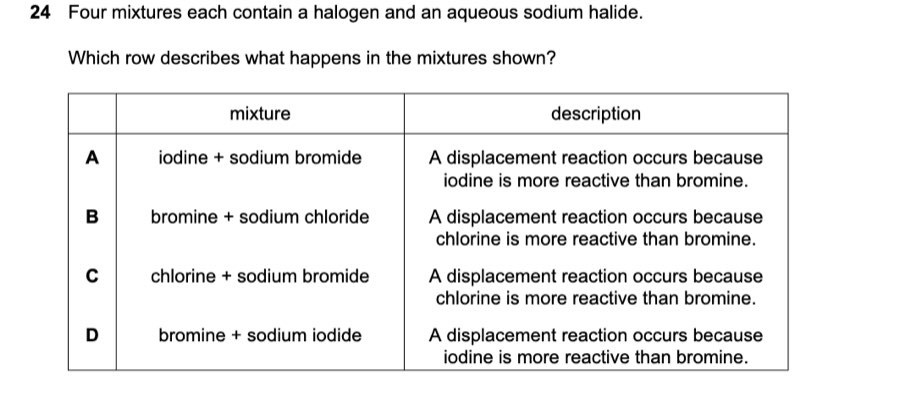 24 Four mixtures each contain a halogen and an aqueous sodium halide.
Which row describes what happens in the mixtures shown?
mixture description
A iodine + sodium bromide A displacement reaction occurs because
iodine is more reactive than bromine.
B bromine + sodium chloride A displacement reaction occurs because
chlorine is more reactive than bromine.
C chlorine + sodium bromide A displacement reaction occurs because
chlorine is more reactive than bromine.
D bromine + sodium iodide A displacement reaction occurs because
iodine is more reactive than bromine.